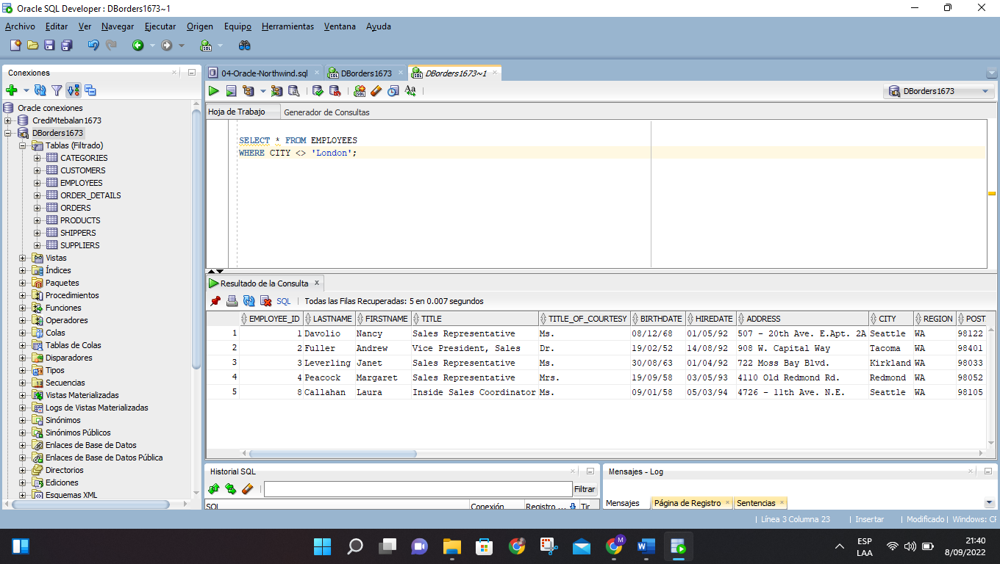 Oracle SQL Developer : DBorders1673~1
Archivo Editar Ver Navegar Ejecutar Origen Equipo Herramientas Ventana Ayuda
Conexiones
Oracle conexiones
CrediMtebalan1673
DBorders1673
Tablas (Filtrado)
CATEGORIES
CUSTOMERS
EMPLOYEES
ORDER_DETAILS
ORDERS
PRODUCTS
SHIPPERS
SUPPLIERS
Vistas
Índices
Paquetes
Procedimientos
Funciones
Operadores
Colas
Tablas de Colas
Disparadores
Tipos
Secuencias
Vistas Materializadas
Logs de Vistas Materializadas
Sinónimos
Sinónimos Públicos
Enlaces de Base de Datos
Enlaces de Base de Datos Pública
Directorios
Ediciones
Esquemas XML
04-Oracle-Northwind.sql DBorders1673 DBorders1673~1
DBorders1673
Hoja de Trabajo Generador de Consultas
SELECT * FROM EMPLOYEES
WHERE CITY <> 'London';
Resultado de la Consulta x
SQL | Todas las Filas Recuperadas: 5 en 0.007 segundos
EMPLOYEE_ID LASTNAME FIRSTNAME TITLE TITLE_OF_COURTESY BIRTHDATE HIREDATE ADDRESS CITY REGION POST
1 1 Davolio Nancy Sales Representative Ms. 08/12/68 01/05/92 507 - 20th Ave. E.Apt. 2A Seattle WA 98122
2 2 Fuller Andrew Vice President, Sales Dr. 19/02/52 14/08/92 908 W. Capital Way Tacoma WA 98401
3 3 Leverling Janet Sales Representative Ms. 30/08/63 01/04/92 722 Moss Bay Blvd. Kirkland WA 98033
4 4 Peacock Margaret Sales Representative Mrs. 19/09/58 03/05/93 4110 Old Redmond Rd. Redmond WA 98052
5 8 Callahan Laura Inside Sales Coordinator Ms. 09/01/58 05/03/94 4726 - 11th Ave. N.E. Seattle WA 98105
Historial SQL
Filtrar
SQL Conexión Registro ... Tir
Mensajes - Log
Mensajes Página de Registro Sentencias
| Línea 3 Columna 23 | Insertar | Modificado | Windows: CF
ESP
LAA
21:40
8/09/2022